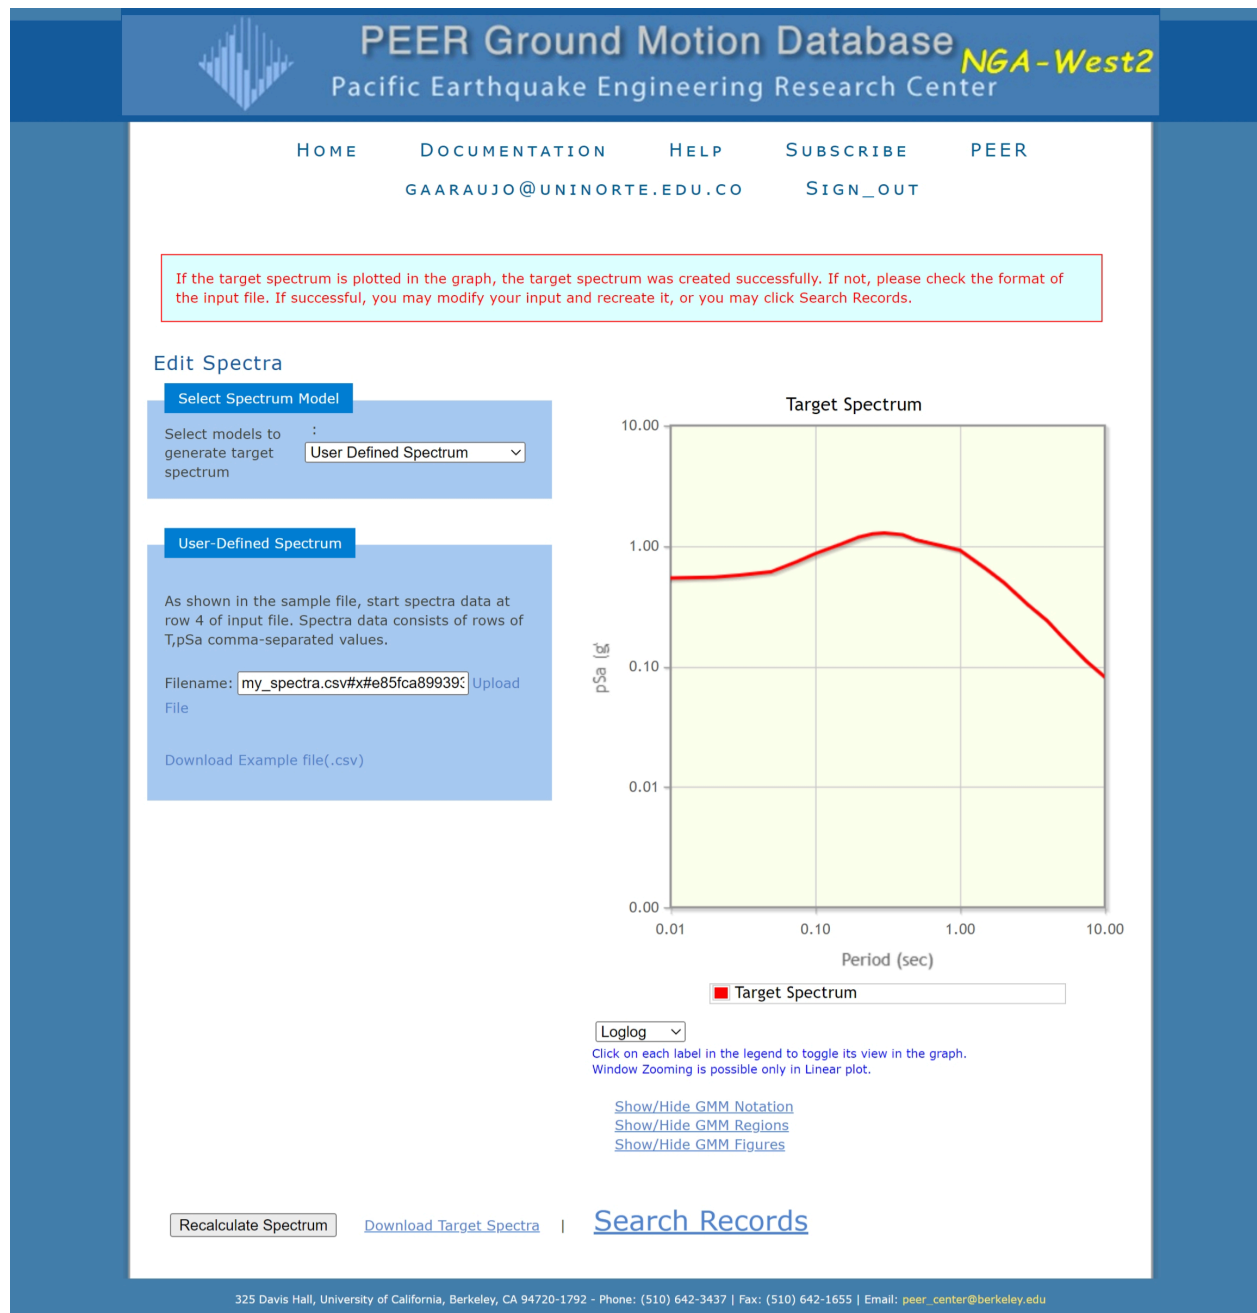 PEER Ground Motion Database
NGA-West2
Pacific Earthquake Engineering Research Center
HOME DOCUMENTATION HELP SUBSCRIBE PEER
GAARAUJO@UNINORTE.EDU.CO SIGN_OUT
If the target spectrum is plotted in the graph, the target spectrum was created successfully. If not, please check the format of
the input file. If successful, you may modify your input and recreate it, or you may click Search Records.
Edit Spectra
Select Spectrum Model
Select models to :
generate target User Defined Spectrum
spectrum
User-Defined Spectrum
As shown in the sample file, start spectra data at
row 4 of input file. Spectra data consists of rows of
T,pSa comma-separated values.
Filename: my_spectra.csv#x#e85fca899393 Upload
File
Download Example file(.csv)
Target Spectrum
10.00
1.00
0.10
0.01
0.00
pSa (g)
0.01 0.10 1.00 10.00
Period (sec)
Target Spectrum
Loglog
Click on each label in the legend to toggle its view in the graph.
Window Zooming is possible only in Linear plot.
Show/Hide GMM Notation
Show/Hide GMM Regions
Show/Hide GMM Figures
Recalculate Spectrum Download Target Spectra | Search Records
325 Davis Hall, University of California, Berkeley, CA 94720-1792 - Phone: (510) 642-3437 | Fax: (510) 642-1655 | Email: peer_center@berkeley.edu